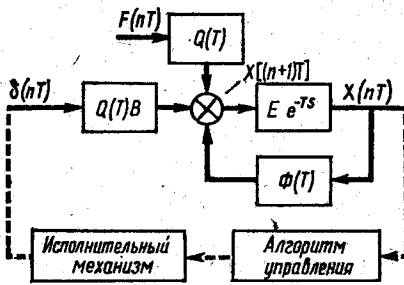 F(nT)
Q(T)
X[(n+1)T]
δ(nT)
Q(T)B
E e^{-Ts}
X(nT)
Ф(T)
Исполнительный
механизм
Алгоритм
управления